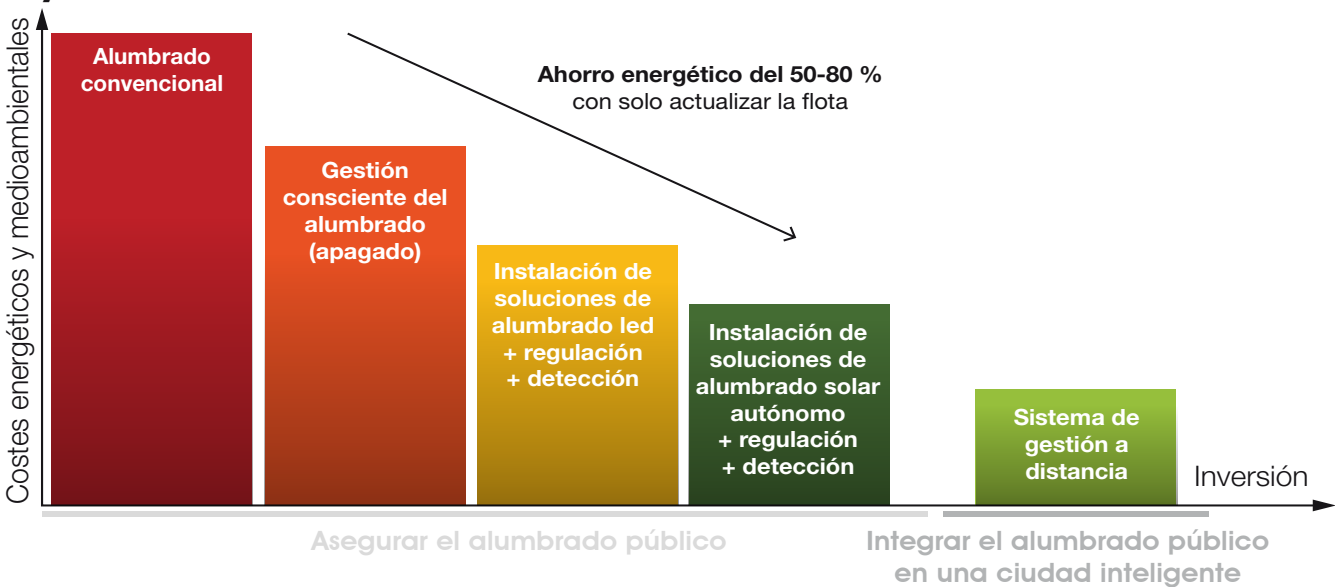 Costes energéticos y medioambientales
Alumbrado
convencional
Ahorro energético del 50-80 %
con solo actualizar la flota
Gestión
consciente del
alumbrado
(apagado)
Instalación de
soluciones de
alumbrado led
+ regulación
+ detección
Instalación de
soluciones de
alumbrado solar
autónomo
+ regulación
+ detección
Sistema de
gestión a
distancia
Inversión
Asegurar el alumbrado público
Integrar el alumbrado público
en una ciudad inteligente